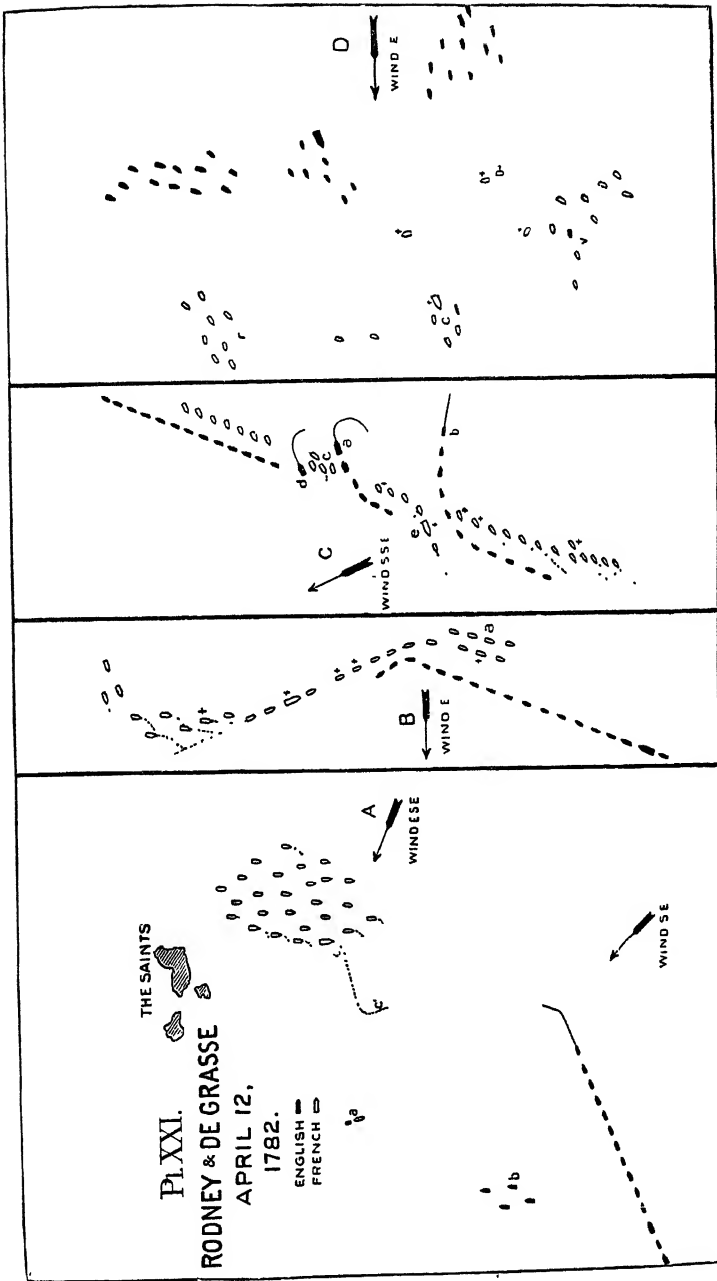 Pl. XXI.
RODNEY & DE GRASSE
APRIL 12,
1782.
ENGLISH
FRENCH
THE SAINTS
A
WIND ESE
WIND SE
a
b
c
c'
B
WIND E
a
C
WIND SSE
a
b
c
d
e
D
WIND E
r
c
v